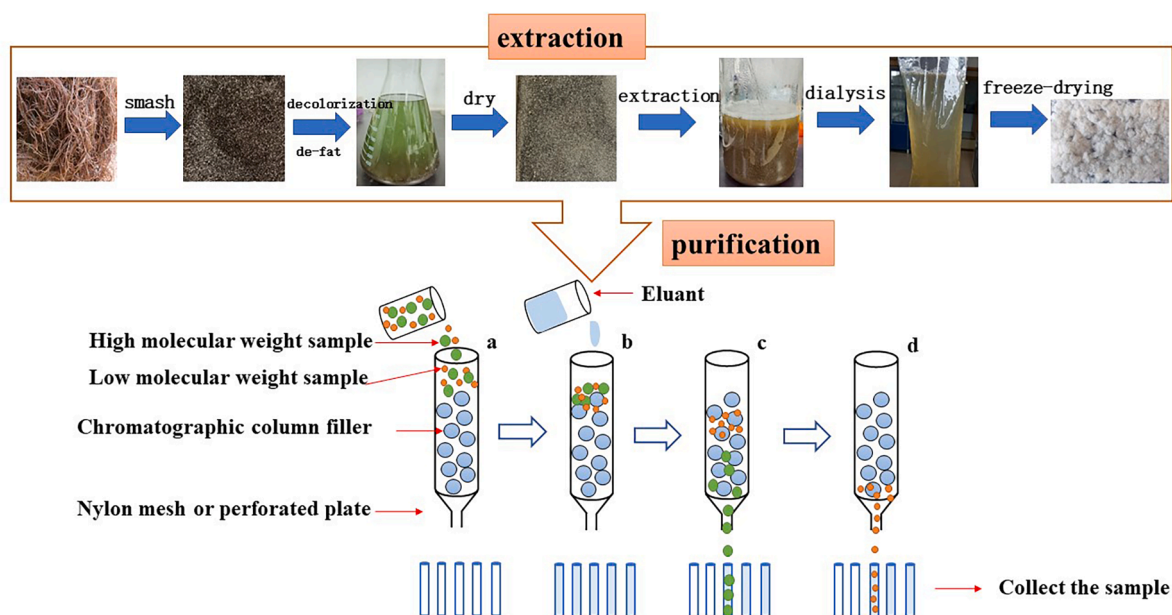 extraction
smash
decolorization
de-fat
dry
extraction
dialysis
freeze-drying
purification
Eluant
High molecular weight sample
Low molecular weight sample
Chromatographic column filler
Nylon mesh or perforated plate
a
b
c
d
Collect the sample